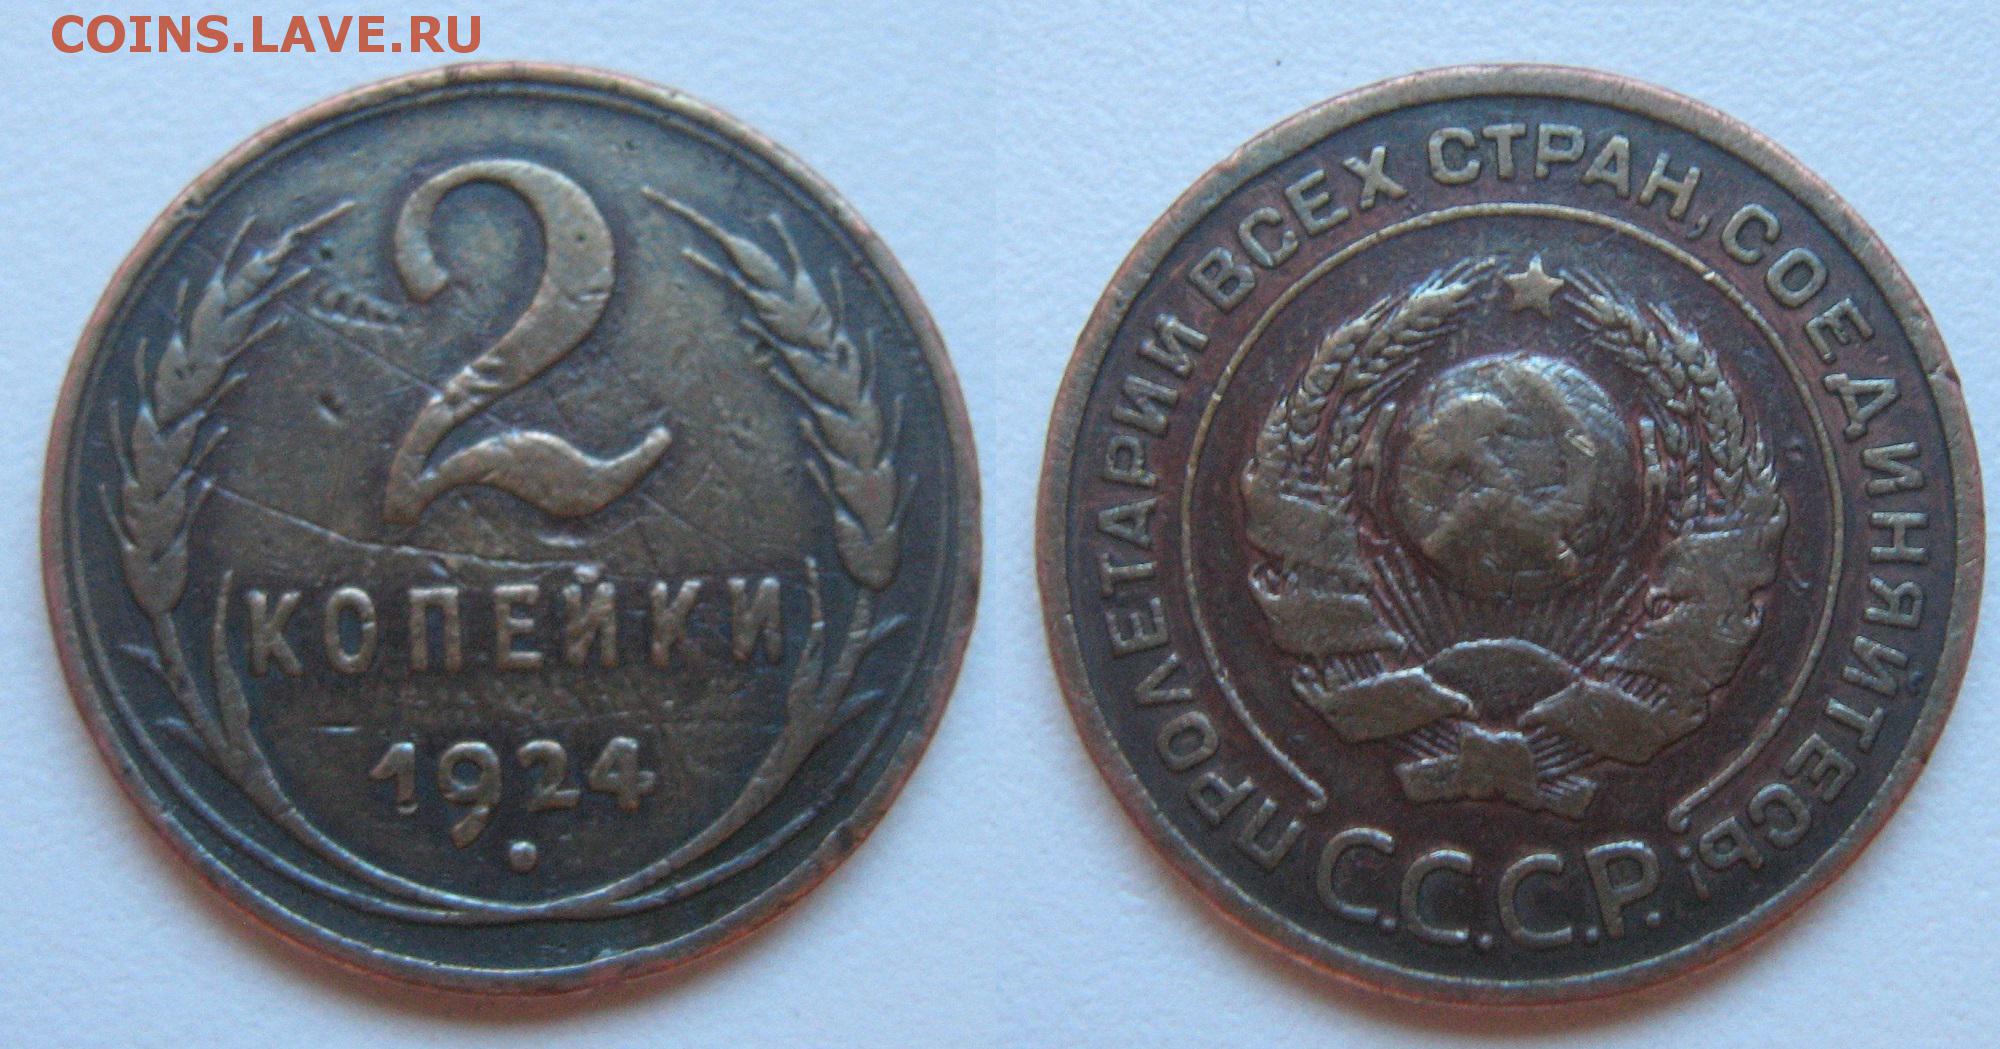 COINS.LAVE.RU
2
КОПЕЙКИ
1924
ПРОЛЕТАРИИ ВСЕХ СТРАН, СОЕДИНЯЙТЕСЬ!
С.С.С.Р.